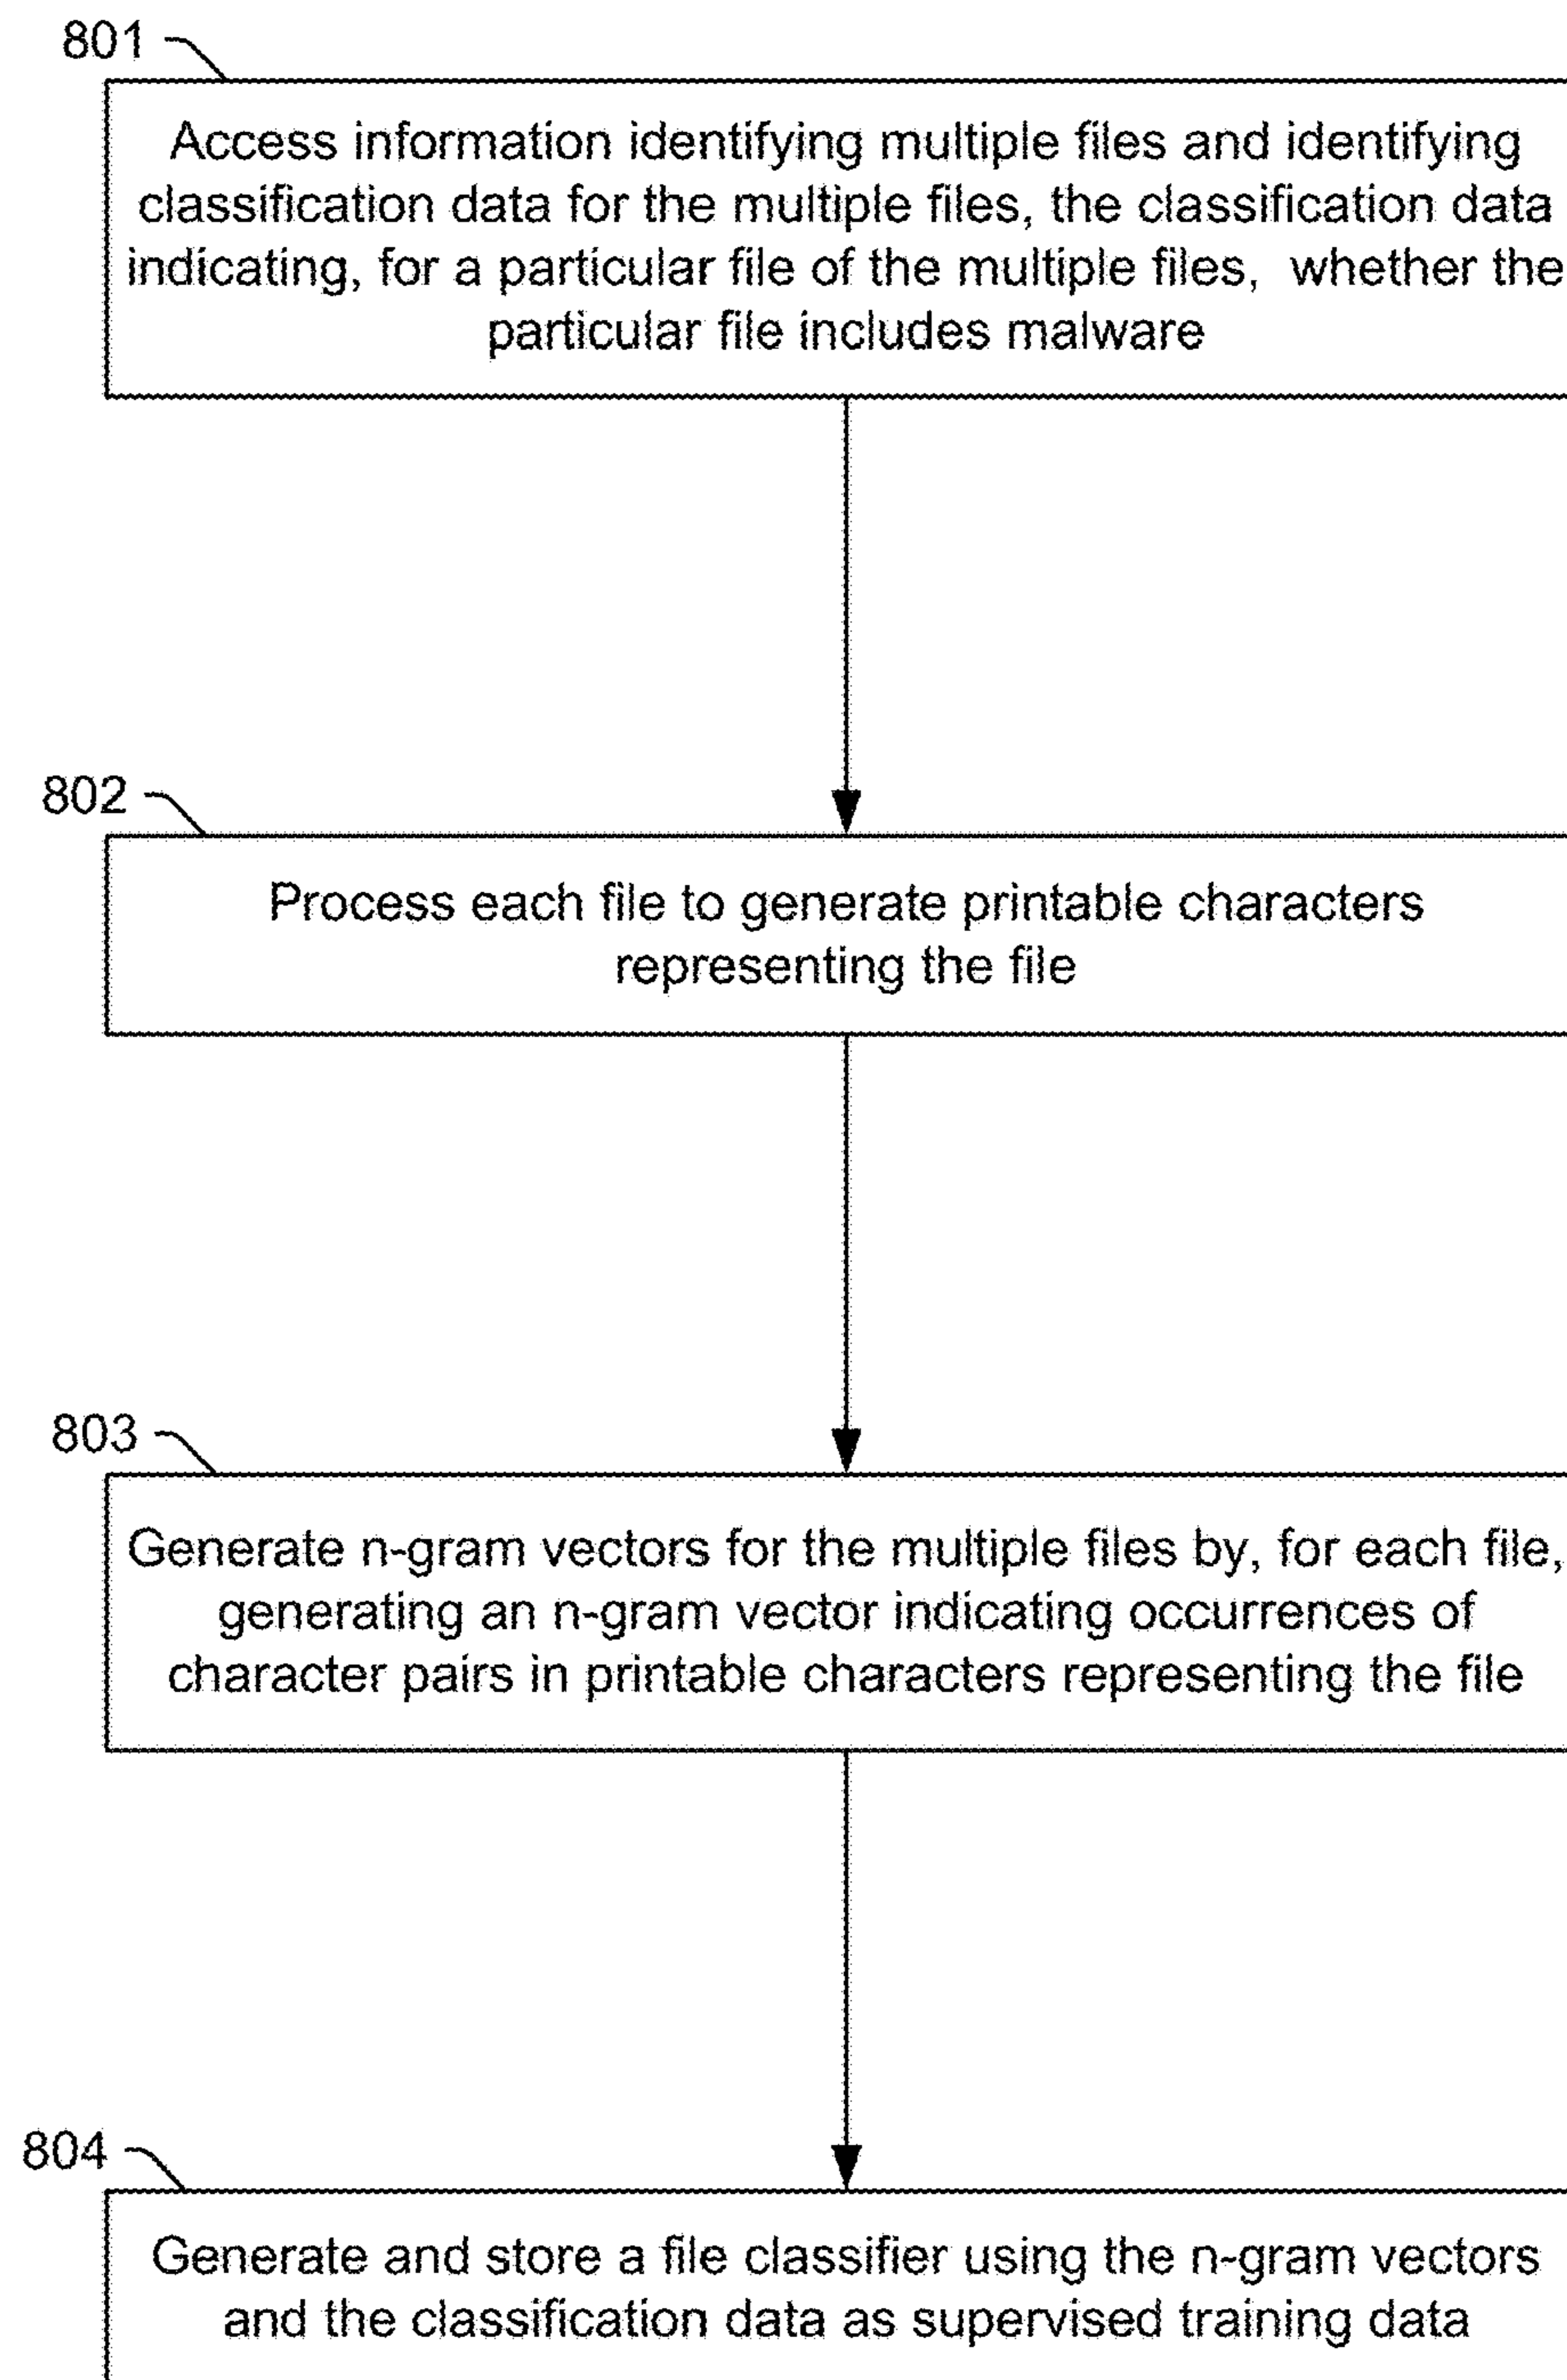 801
Access information identifying multiple files and identifying
classification data for the multiple files, the classification data
indicating, for a particular file of the multiple files, whether the
particular file includes malware
802
Process each file to generate printable characters
representing the file
803
Generate n-gram vectors for the multiple files by, for each file,
generating an n-gram vector indicating occurrences of
character pairs in printable characters representing the file
804
Generate and store a file classifier using the n-gram vectors
and the classification data as supervised training data